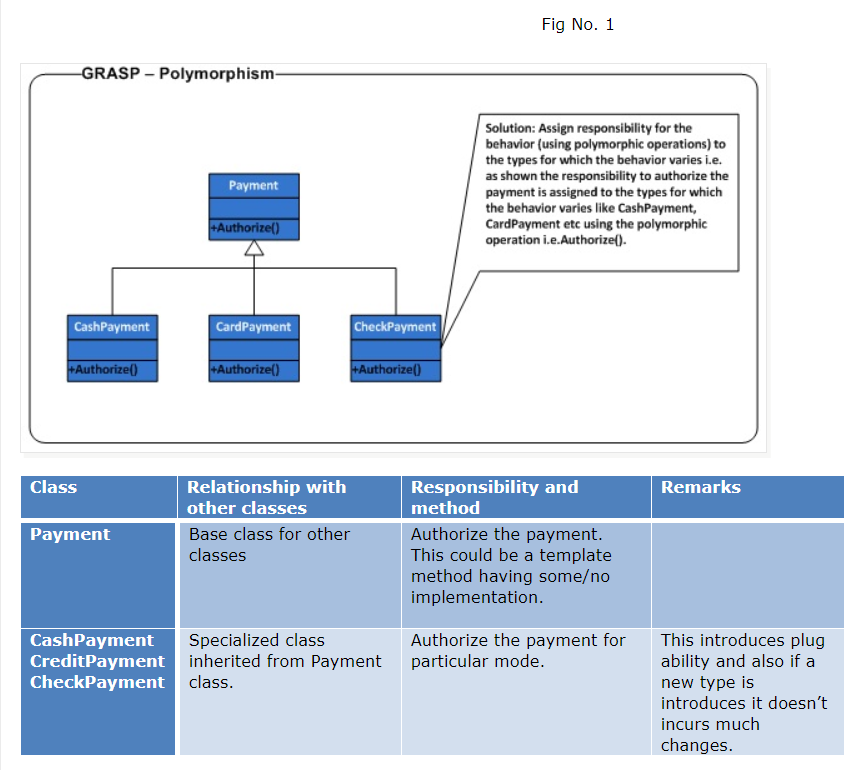 Fig No. 1
GRASP – Polymorphism
Solution: Assign responsibility for the
behavior (using polymorphic operations) to
the types for which the behavior varies i.e.
as shown the responsibility to authorize the
payment is assigned to the types for which
the behavior varies like CashPayment,
CardPayment etc using the polymorphic
operation i.e.Authorize().
Payment
+Authorize()
CashPayment
+Authorize()
CardPayment
+Authorize()
CheckPayment
+Authorize()
Class
Relationship with
other classes
Responsibility and
method
Remarks
Payment
Base class for other
classes
Authorize the payment.
This could be a template
method having some/no
implementation.
CashPayment
CreditPayment
CheckPayment
Specialized class
inherited from Payment
class.
Authorize the payment for
particular mode.
This introduces plug
ability and also if a
new type is
introduces it doesn’t
incurs much
changes.